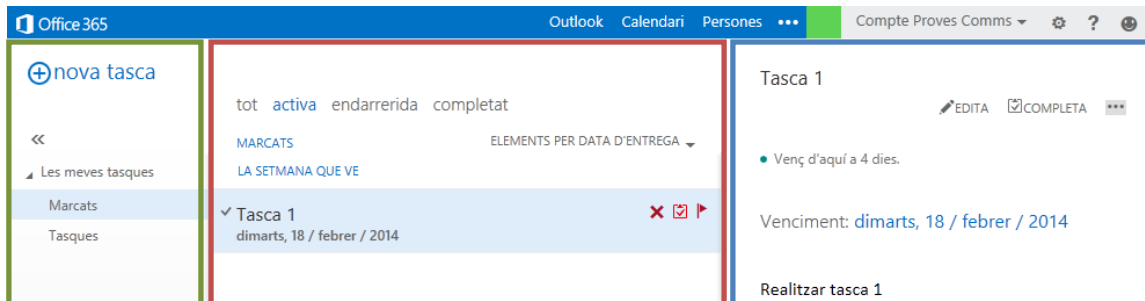 Office 365 Outlook Calendari Persones ••• Compte Proves Comms ?
nova tasca
Les meves tasques
Marcats
Tasques
tot activa endarrerida completat
MARCATS ELEMENTS PER DATA D'ENTREGA
LA SETMANA QUE VE
Tasca 1
dimarts, 18 / febrer / 2014
Tasca 1
EDITA COMPLETA •••
Venç d'aquí a 4 dies.
Venciment: dimarts, 18 / febrer / 2014
Realitzar tasca 1